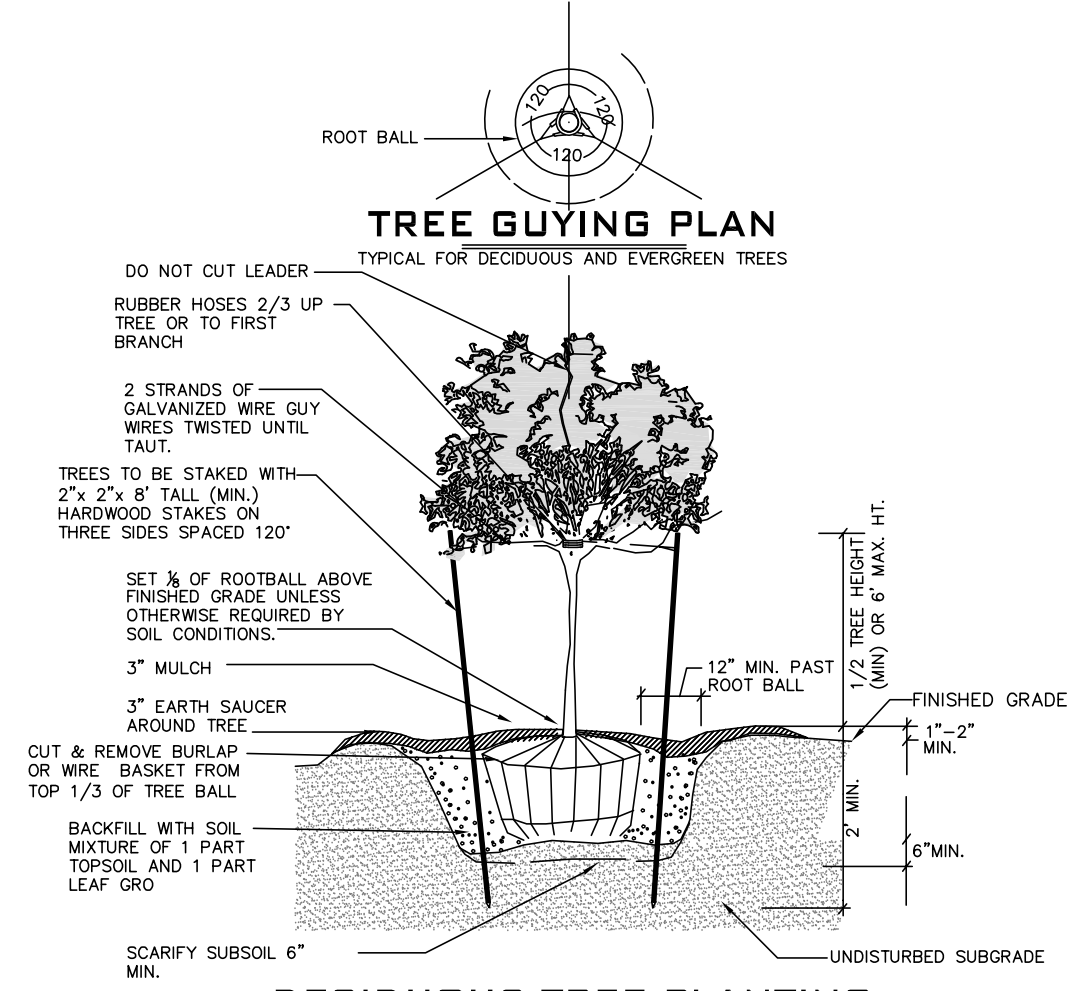 120
120
120
ROOT BALL
TREE GUYING PLAN
TYPICAL FOR DECIDUOUS AND EVERGREEN TREES
DO NOT CUT LEADER
RUBBER HOSES 2/3 UP
TREE OR TO FIRST
BRANCH
2 STRANDS OF
GALVANIZED WIRE GUY
WIRES TWISTED UNTIL
TAUT.
TREES TO BE STAKED WITH
2"x 2"x 8' TALL (MIN.)
HARDWOOD STAKES ON
THREE SIDES SPACED 120°
SET ⅛ OF ROOTBALL ABOVE
FINISHED GRADE UNLESS
OTHERWISE REQUIRED BY
SOIL CONDITIONS.
3" MULCH
3" EARTH SAUCER
AROUND TREE
CUT & REMOVE BURLAP
OR WIRE BASKET FROM
TOP 1/3 OF TREE BALL
BACKFILL WITH SOIL
MIXTURE OF 1 PART
TOPSOIL AND 1 PART
LEAF GRO
SCARIFY SUBSOIL 6"
MIN.
12" MIN. PAST
ROOT BALL
1/2 TREE HEIGHT
(MIN) OR 6' MAX. HT.
FINISHED GRADE
1"-2"
MIN.
2' MIN.
6"MIN.
UNDISTURBED SUBGRADE
DECIDUOUS TREE PLANTING